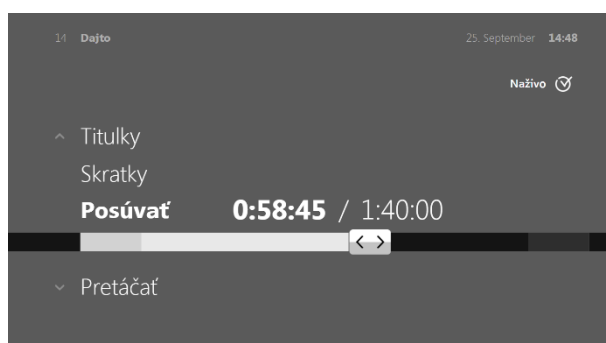 14 Dajto 25. September 14:48
Naživo
Titulky
Skratky
Posúvať 0:58:45 / 1:40:00
Pretáčať